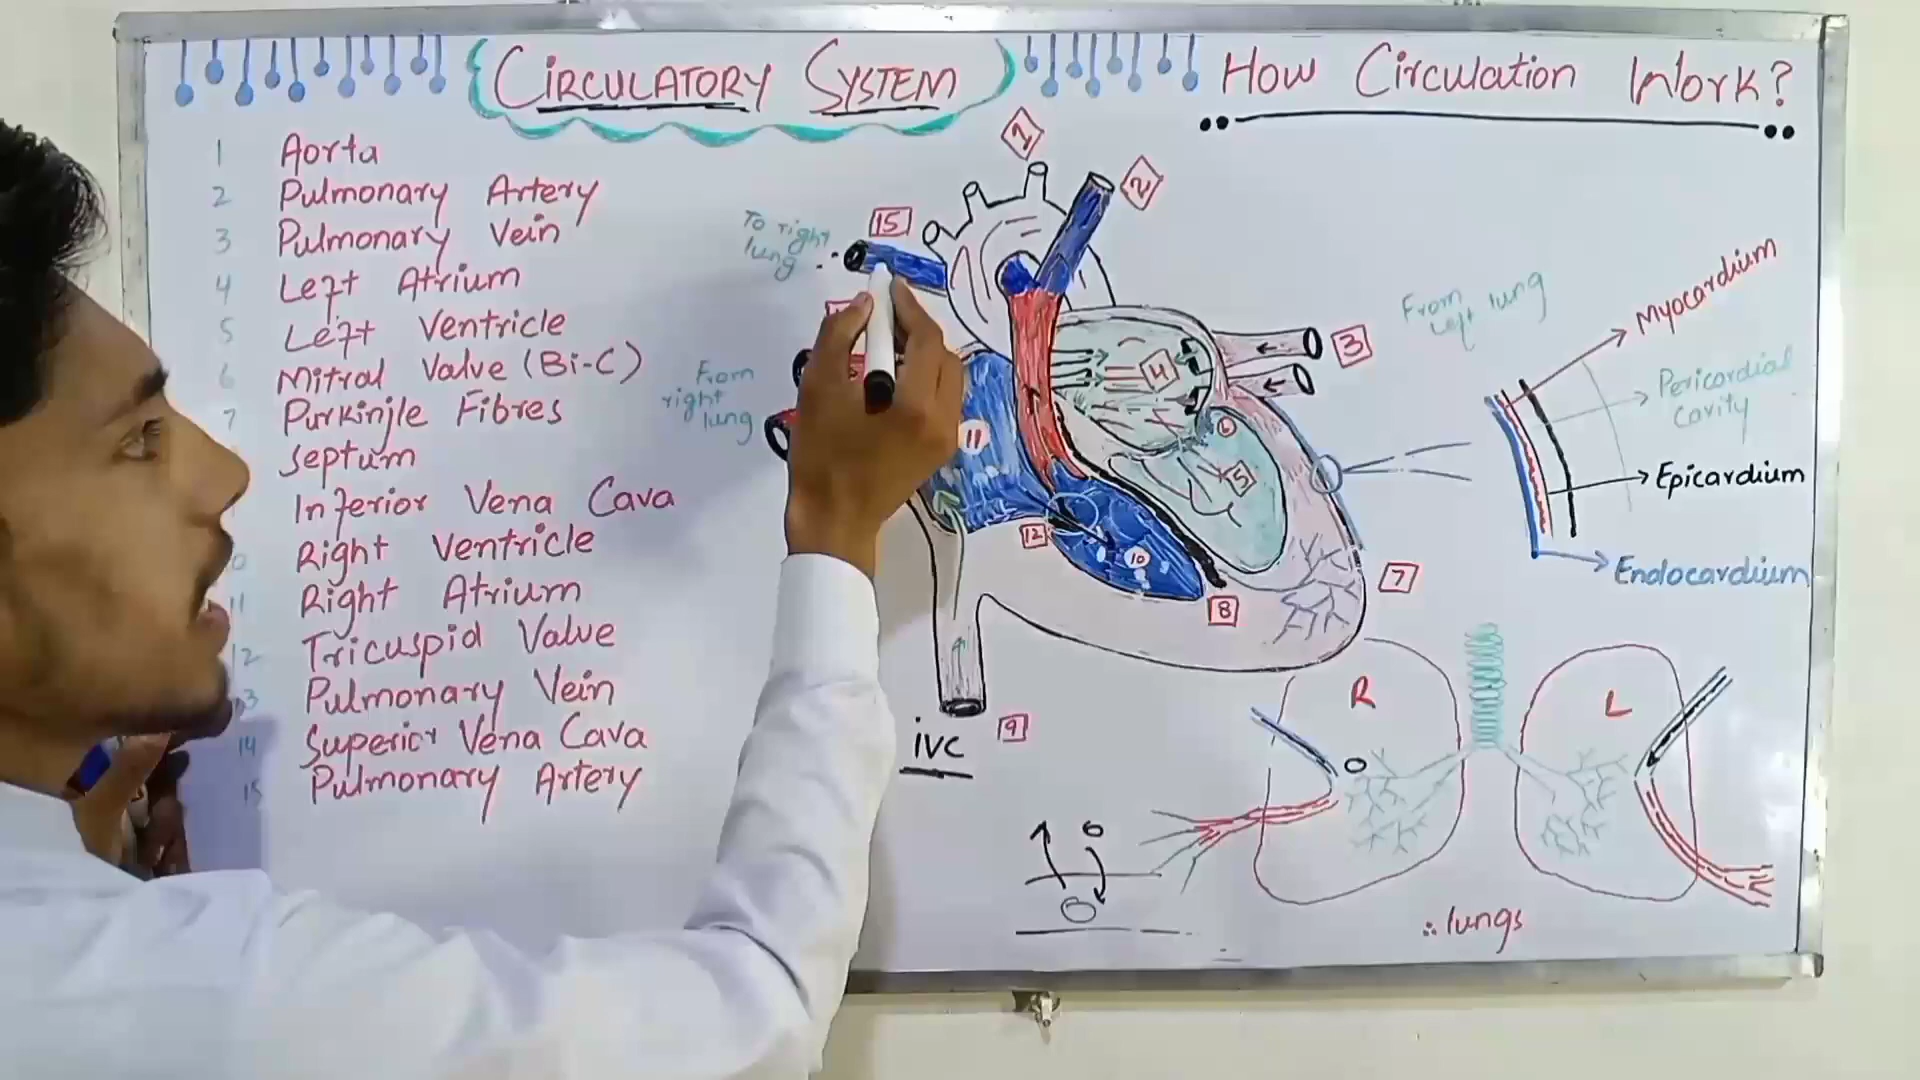 CIRCULATORY SYSTEM
How Circulation Work?
1 Aorta
2 Pulmonary Artery
3 Pulmonary Vein
4 Left Atrium
5 Left Ventricle
6 Mitral Valve (Bi-C)
7 Purkinjle Fibres
Septum
Inferior Vena Cava
0 Right Ventricle
11 Right Atrium
12 Tricuspid Valve
3 Pulmonary Vein
14 Superior Vena Cava
15 Pulmonary Artery
1
2
15
To right
lung
3
4
From
right
lung
11
6
5
12
10
8
7
9
ivc
From
Left lung
Myocardium
Pericardial
cavity
Epicardium
Endocardium
R
L
∴ lungs